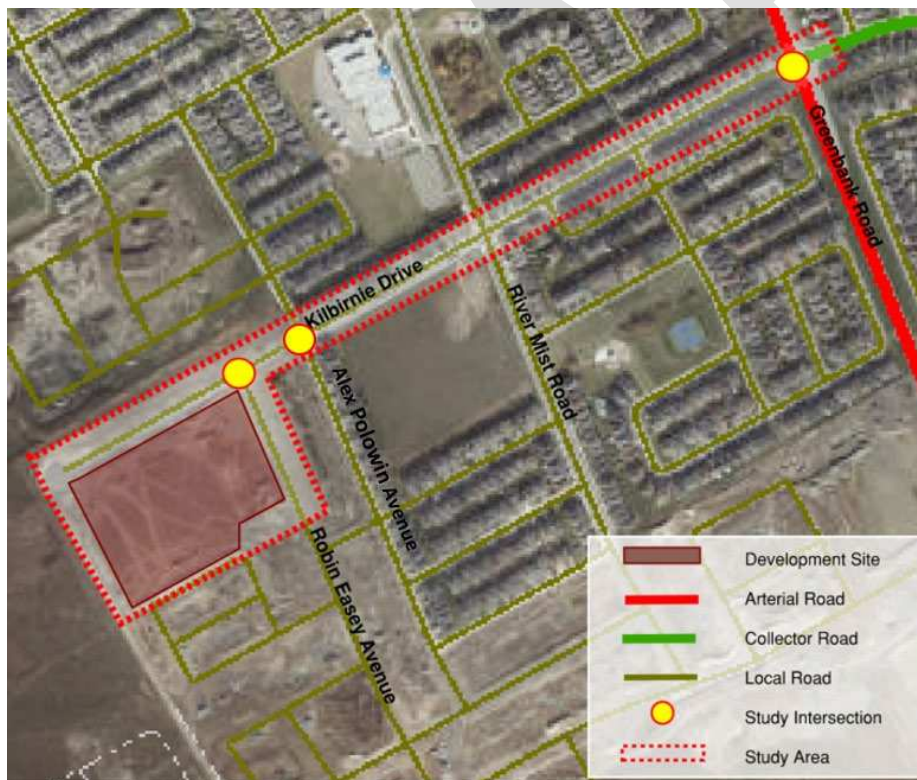 Greenbank Road
Kilbirnie Drive
River Mist Road
Alex Polowin Avenue
Robin Easey Avenue
Development Site
Arterial Road
Collector Road
Local Road
Study Intersection
Study Area